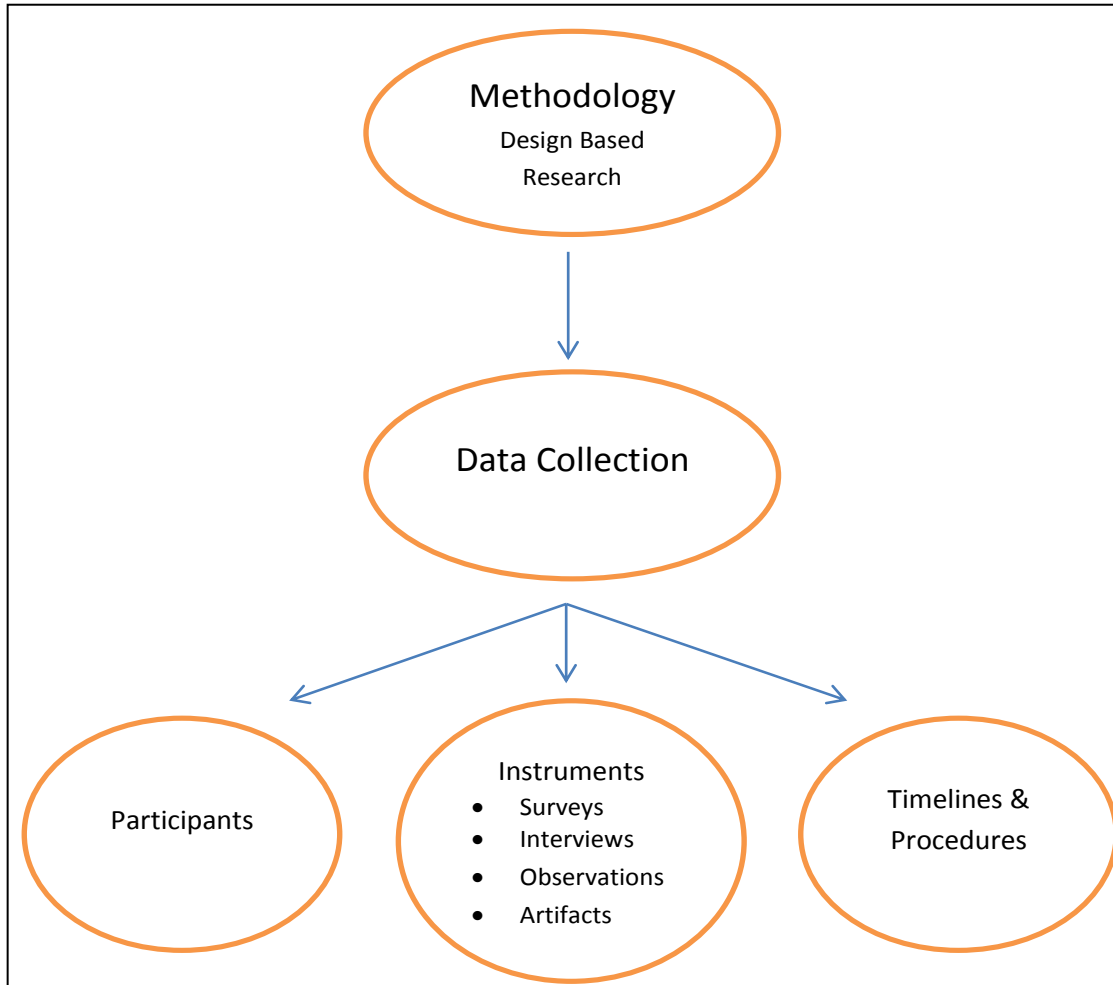 Methodology
Design Based
Research
Data Collection
Participants
Instruments
• Surveys
• Interviews
• Observations
• Artifacts
Timelines &
Procedures